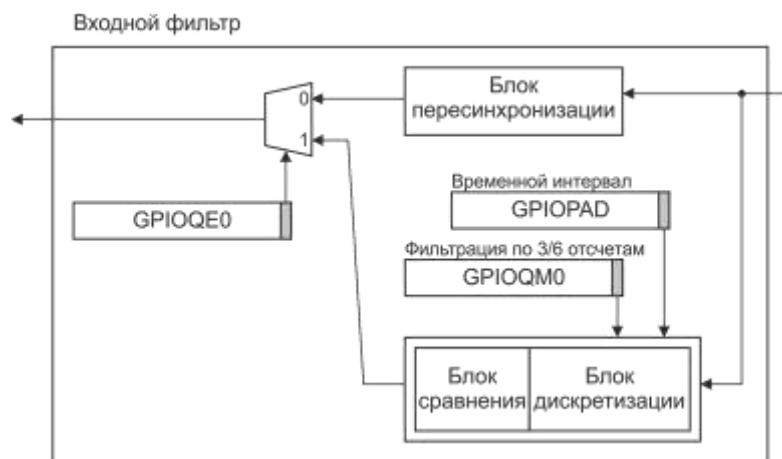 Входной фильтр
0
Блок
пересинхронизации
1
Временной интервал
GPIOPAD
GPIOQE0
Фильтрация по 3/6 отсчетам
GPIOQM0
Блок
сравнения
Блок
дискретизации